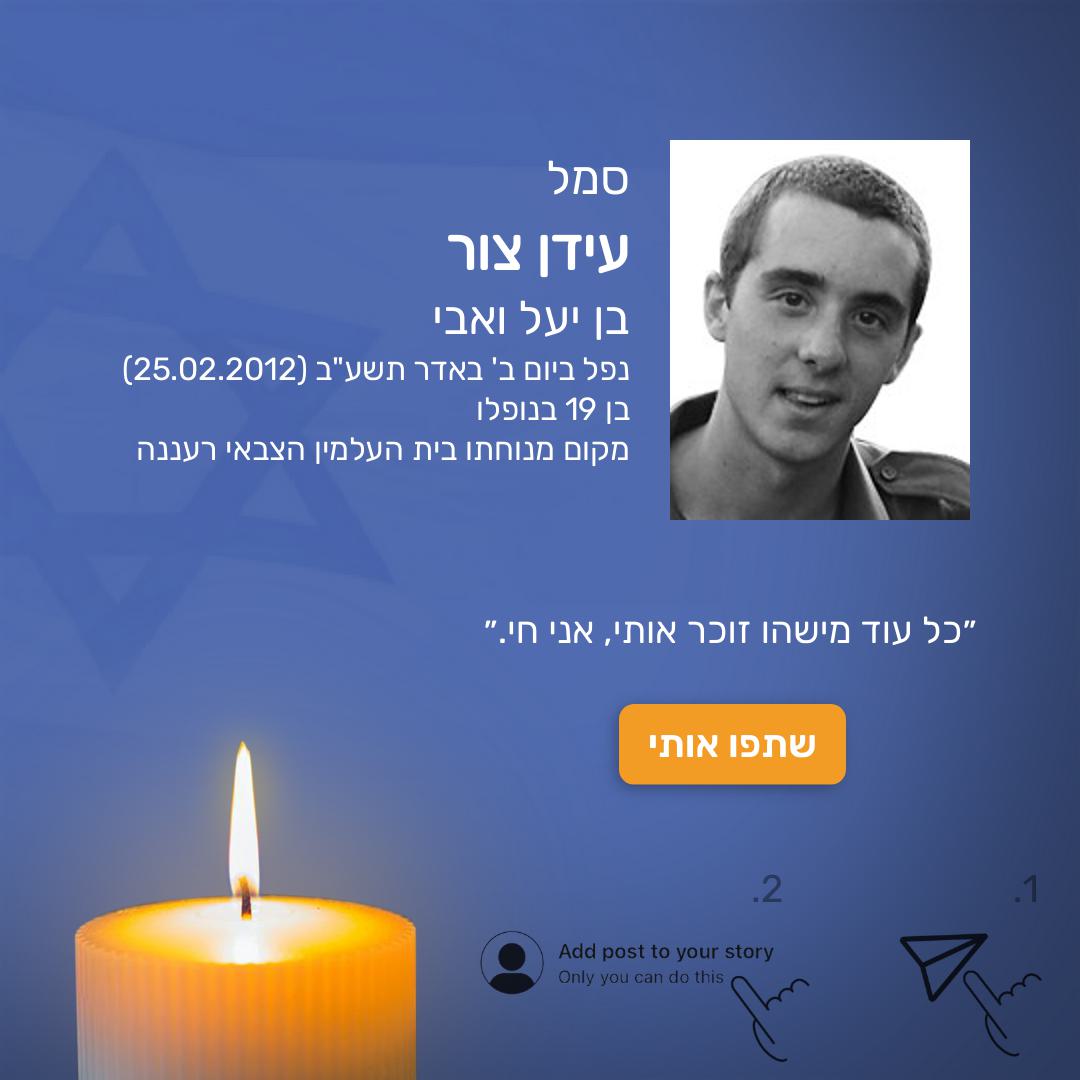 סמל
עידן צור
בן יעל ואבי
נפל ביום ב' באדר תשע"ב (25.02.2012)
בן 19 בנופלו
מקום מנוחתו בית העלמין הצבאי רעננה
״כל עוד מישהו זוכר אותי, אני חי.״
שתפו אותי
.1
.2
Add post to your story
Only you can do this